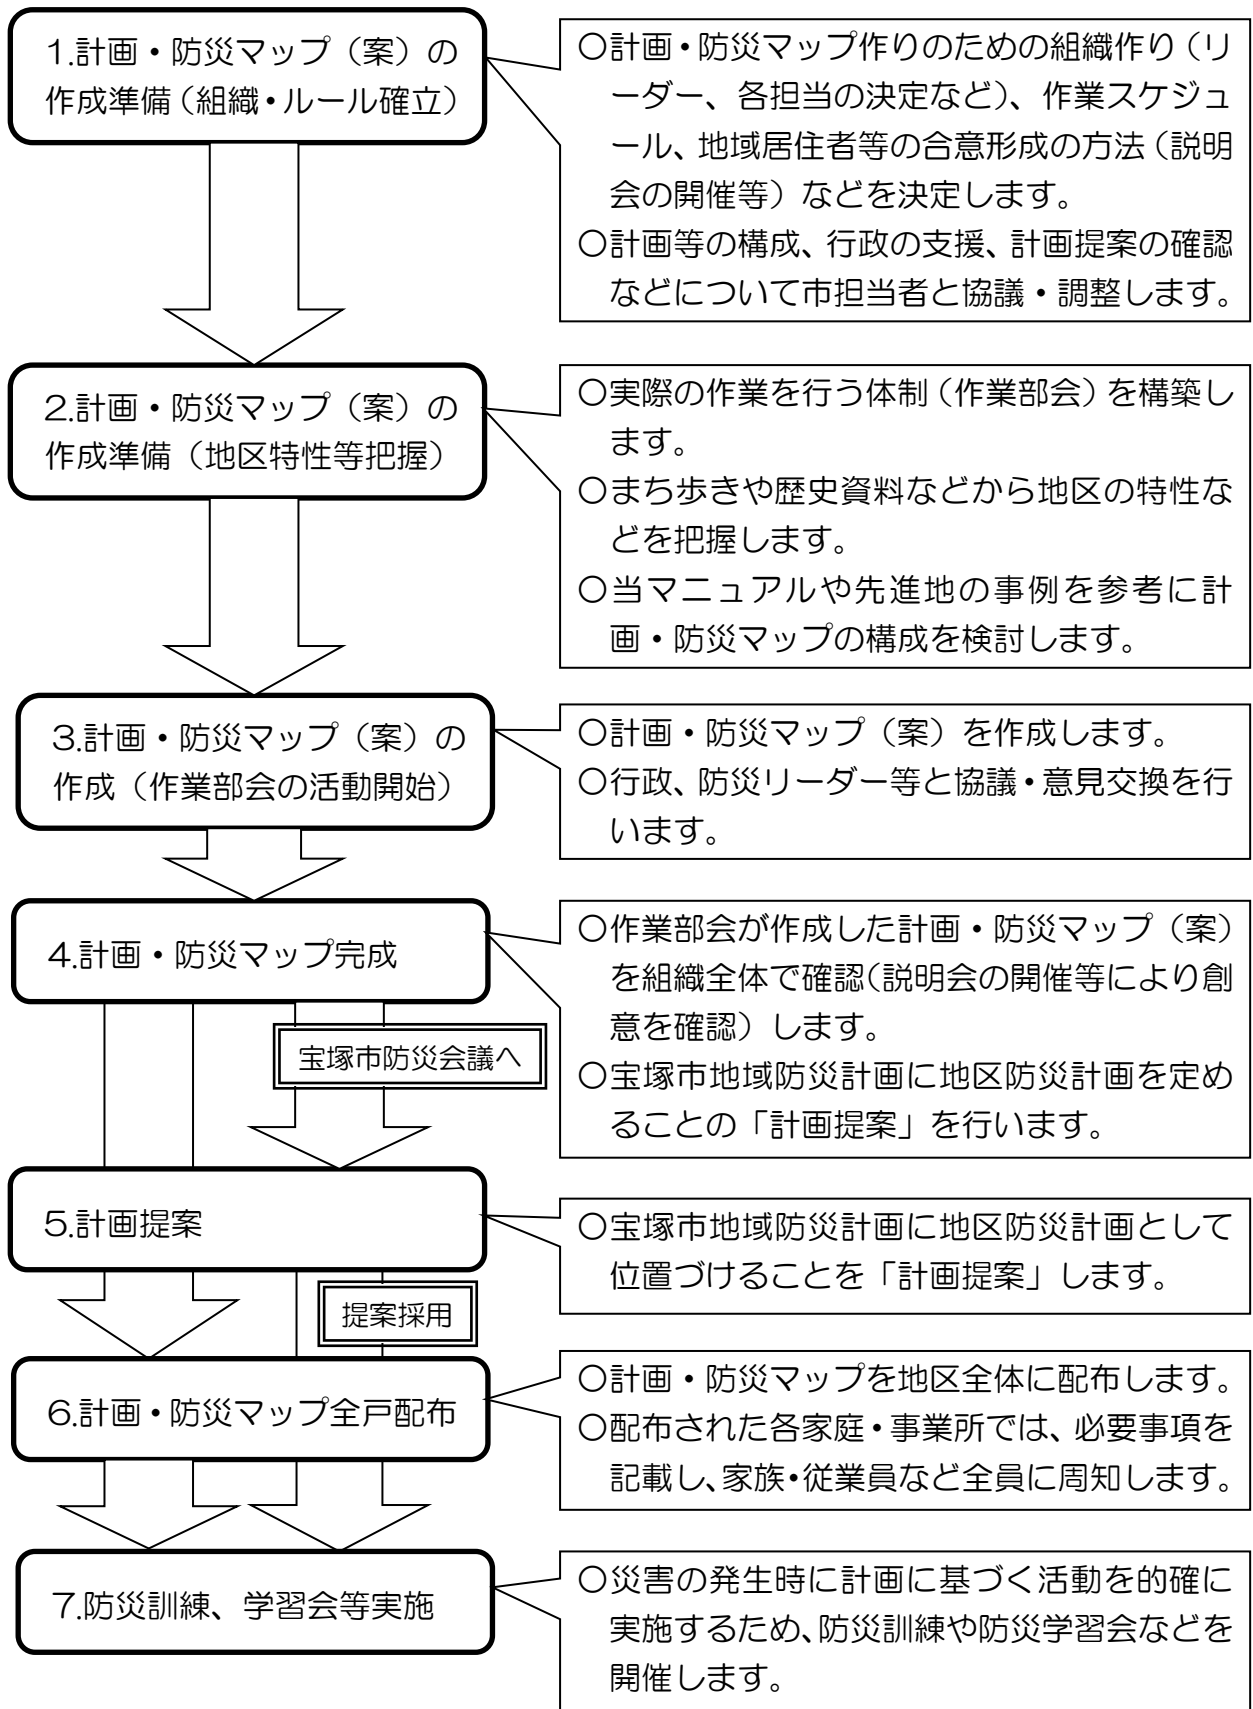 1.計画・防災マップ（案）の
作成準備（組織・ルール確立）
○計画・防災マップ作りのための組織作り（リ
ーダー、各担当の決定など）、作業スケジュ
ール、地域居住者等の合意形成の方法（説明
会の開催等）などを決定します。
○計画等の構成、行政の支援、計画提案の確認
などについて市担当者と協議・調整します。
2.計画・防災マップ（案）の
作成準備（地区特性等把握）
○実際の作業を行う体制（作業部会）を構築し
ます。
○まち歩きや歴史資料などから地区の特性な
どを把握します。
○当マニュアルや先進地の事例を参考に計
画・防災マップの構成を検討します。
3.計画・防災マップ（案）の
作成（作業部会の活動開始）
○計画・防災マップ（案）を作成します。
○行政、防災リーダー等と協議・意見交換を行
います。
4.計画・防災マップ完成
○作業部会が作成した計画・防災マップ（案）
を組織全体で確認（説明会の開催等により創
意を確認）します。
○宝塚市地域防災計画に地区防災計画を定め
ることの「計画提案」を行います。
宝塚市防災会議へ
5.計画提案
○宝塚市地域防災計画に地区防災計画として
位置づけることを「計画提案」します。
提案採用
6.計画・防災マップ全戸配布
○計画・防災マップを地区全体に配布します。
○配布された各家庭・事業所では、必要事項を
記載し、家族・従業員など全員に周知します。
7.防災訓練、学習会等実施
○災害の発生時に計画に基づく活動を的確に
実施するため、防災訓練や防災学習会などを
開催します。